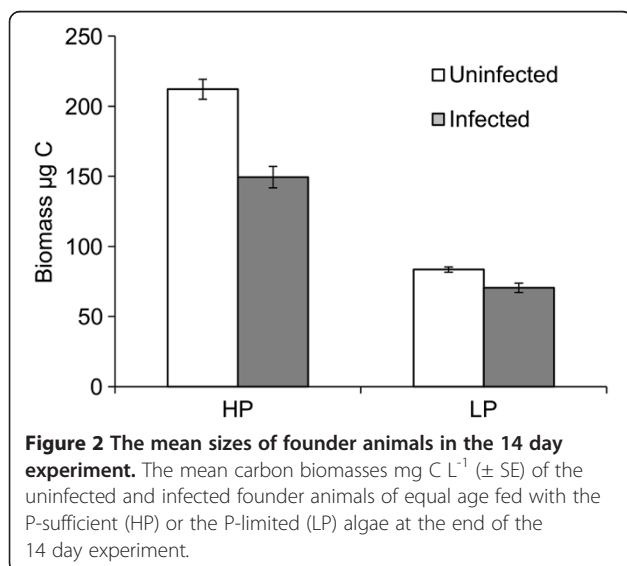 250
200
150
100
50
0
Biomass µg C
Uninfected
Infected
HP
LP
Figure 2 The mean sizes of founder animals in the 14 day
experiment. The mean carbon biomasses mg C L⁻¹ (± SE) of the
uninfected and infected founder animals of equal age fed with the
P-sufficient (HP) or the P-limited (LP) algae at the end of the
14 day experiment.